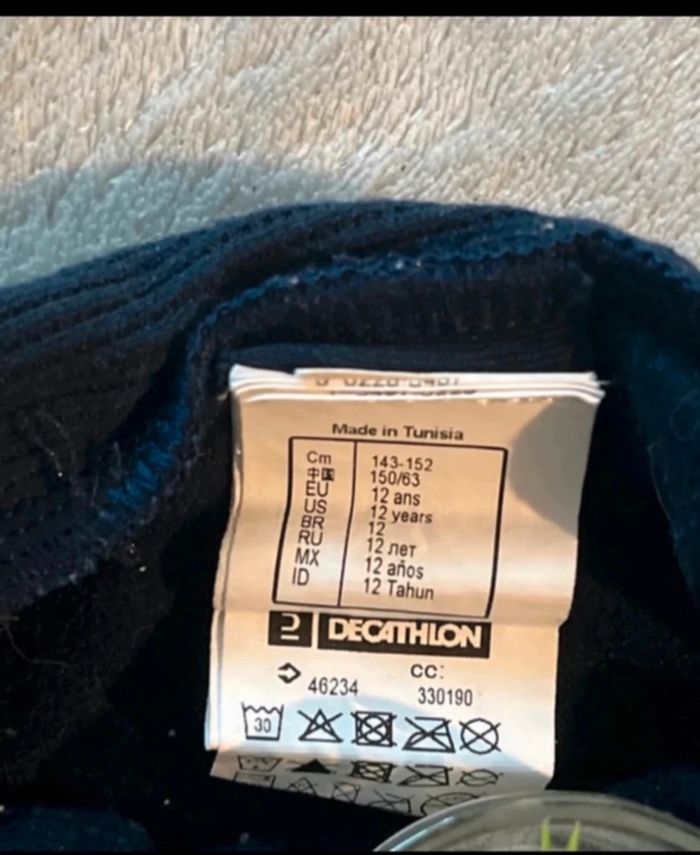 Made in Tunisia
Cm 143-152
中国 150/63
EU 12 ans
US 12 years
BR 12
RU 12 лет
MX 12 años
ID 12 Tahun
DECATHLON
CC:
46234 330190
30